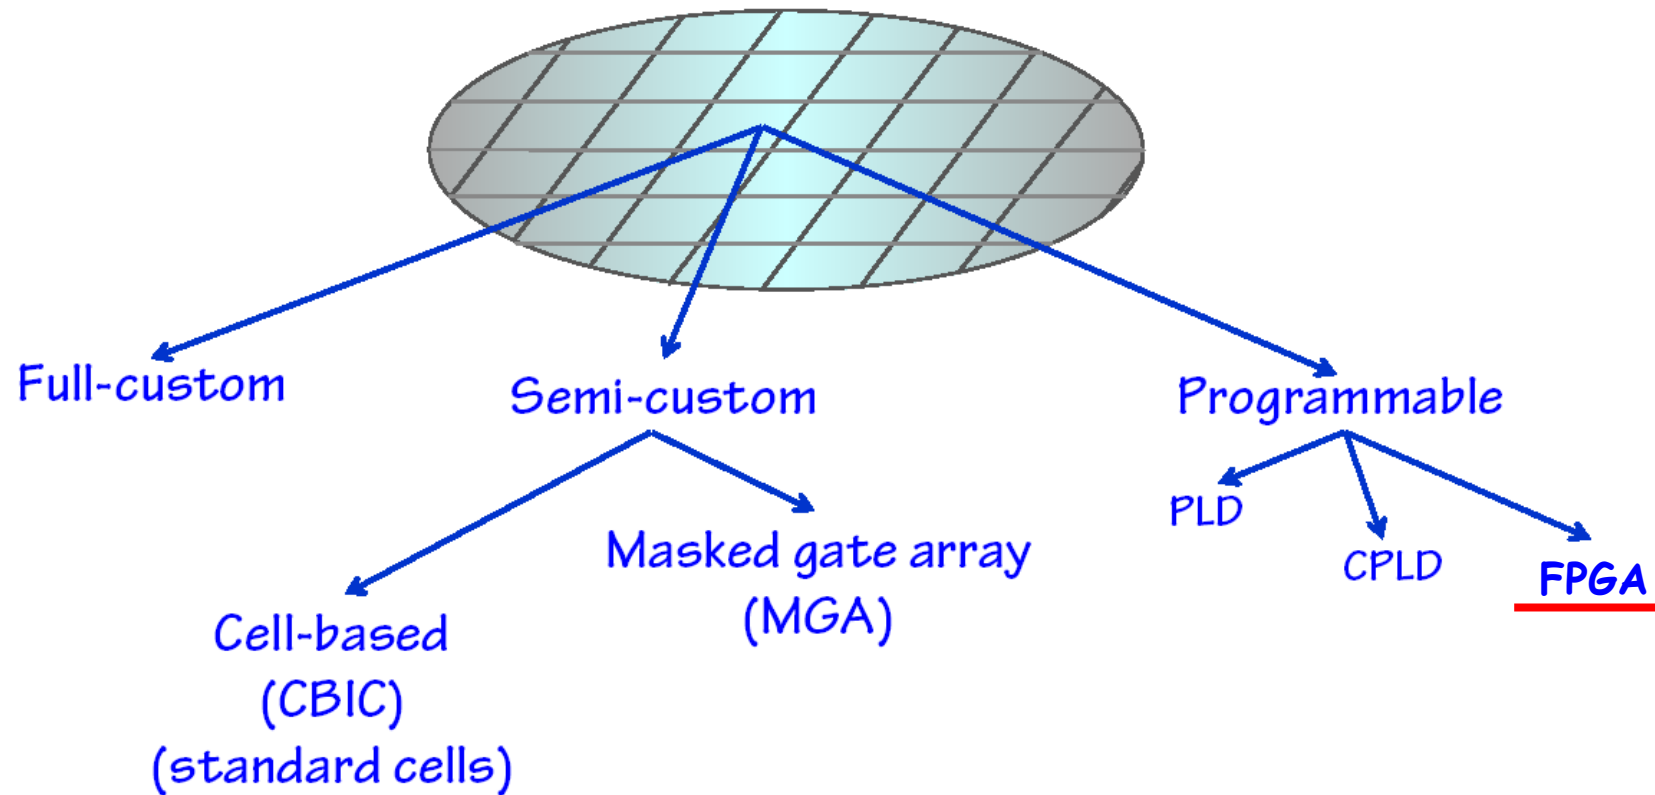 Full-custom
Semi-custom
Programmable
Cell-based
(CBIC)
(standard cells)
Masked gate array
(MGA)
PLD
CPLD
FPGA